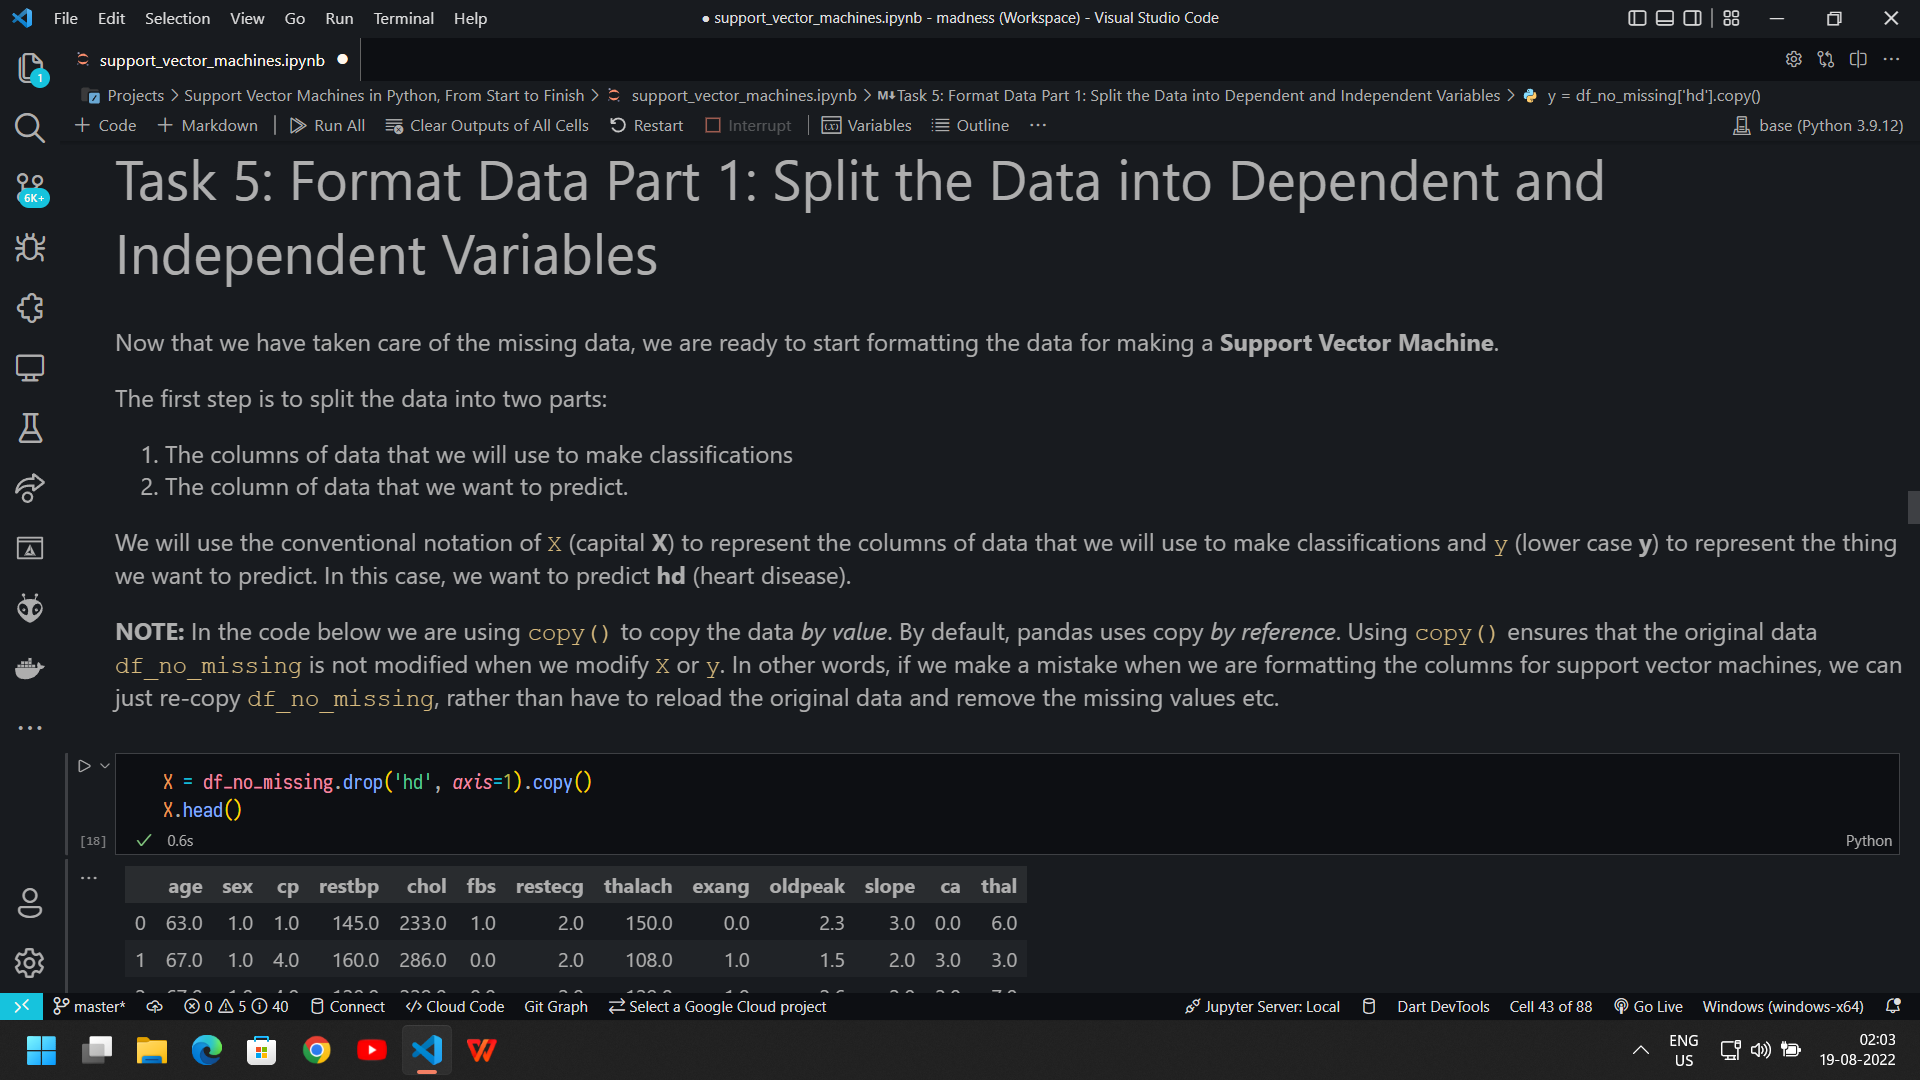 File Edit Selection View Go Run Terminal Help
● support_vector_machines.ipynb - madness (Workspace) - Visual Studio Code
support_vector_machines.ipynb
Projects > Support Vector Machines in Python, From Start to Finish > support_vector_machines.ipynb > M↓Task 5: Format Data Part 1: Split the Data into Dependent and Independent Variables > y = df_no_missing['hd'].copy()
+ Code + Markdown Run All Clear Outputs of All Cells Restart Interrupt Variables Outline ... base (Python 3.9.12)
1
6K+
Task 5: Format Data Part 1: Split the Data into Dependent and
Independent Variables
Now that we have taken care of the missing data, we are ready to start formatting the data for making a Support Vector Machine.
The first step is to split the data into two parts:
1. The columns of data that we will use to make classifications
2. The column of data that we want to predict.
We will use the conventional notation of X (capital X) to represent the columns of data that we will use to make classifications and y (lower case y) to represent the thing
we want to predict. In this case, we want to predict hd (heart disease).
NOTE: In the code below we are using copy() to copy the data by value. By default, pandas uses copy by reference. Using copy() ensures that the original data
df_no_missing is not modified when we modify X or y. In other words, if we make a mistake when we are formatting the columns for support vector machines, we can
just re-copy df_no_missing, rather than have to reload the original data and remove the missing values etc.
X = df_no_missing.drop('hd', axis=1).copy()
X.head()
[18] ✓ 0.6s Python
age sex cp restbp chol fbs restecg thalach exang oldpeak slope ca thal
0 63.0 1.0 1.0 145.0 233.0 1.0 2.0 150.0 0.0 2.3 3.0 0.0 6.0
1 67.0 1.0 4.0 160.0 286.0 0.0 2.0 108.0 1.0 1.5 2.0 3.0 3.0
master* 0 5 40 Connect Cloud Code Git Graph Select a Google Cloud project Jupyter Server: Local Dart DevTools Cell 43 of 88 Go Live Windows (windows-x64)
ENG
US
02:03
19-08-2022